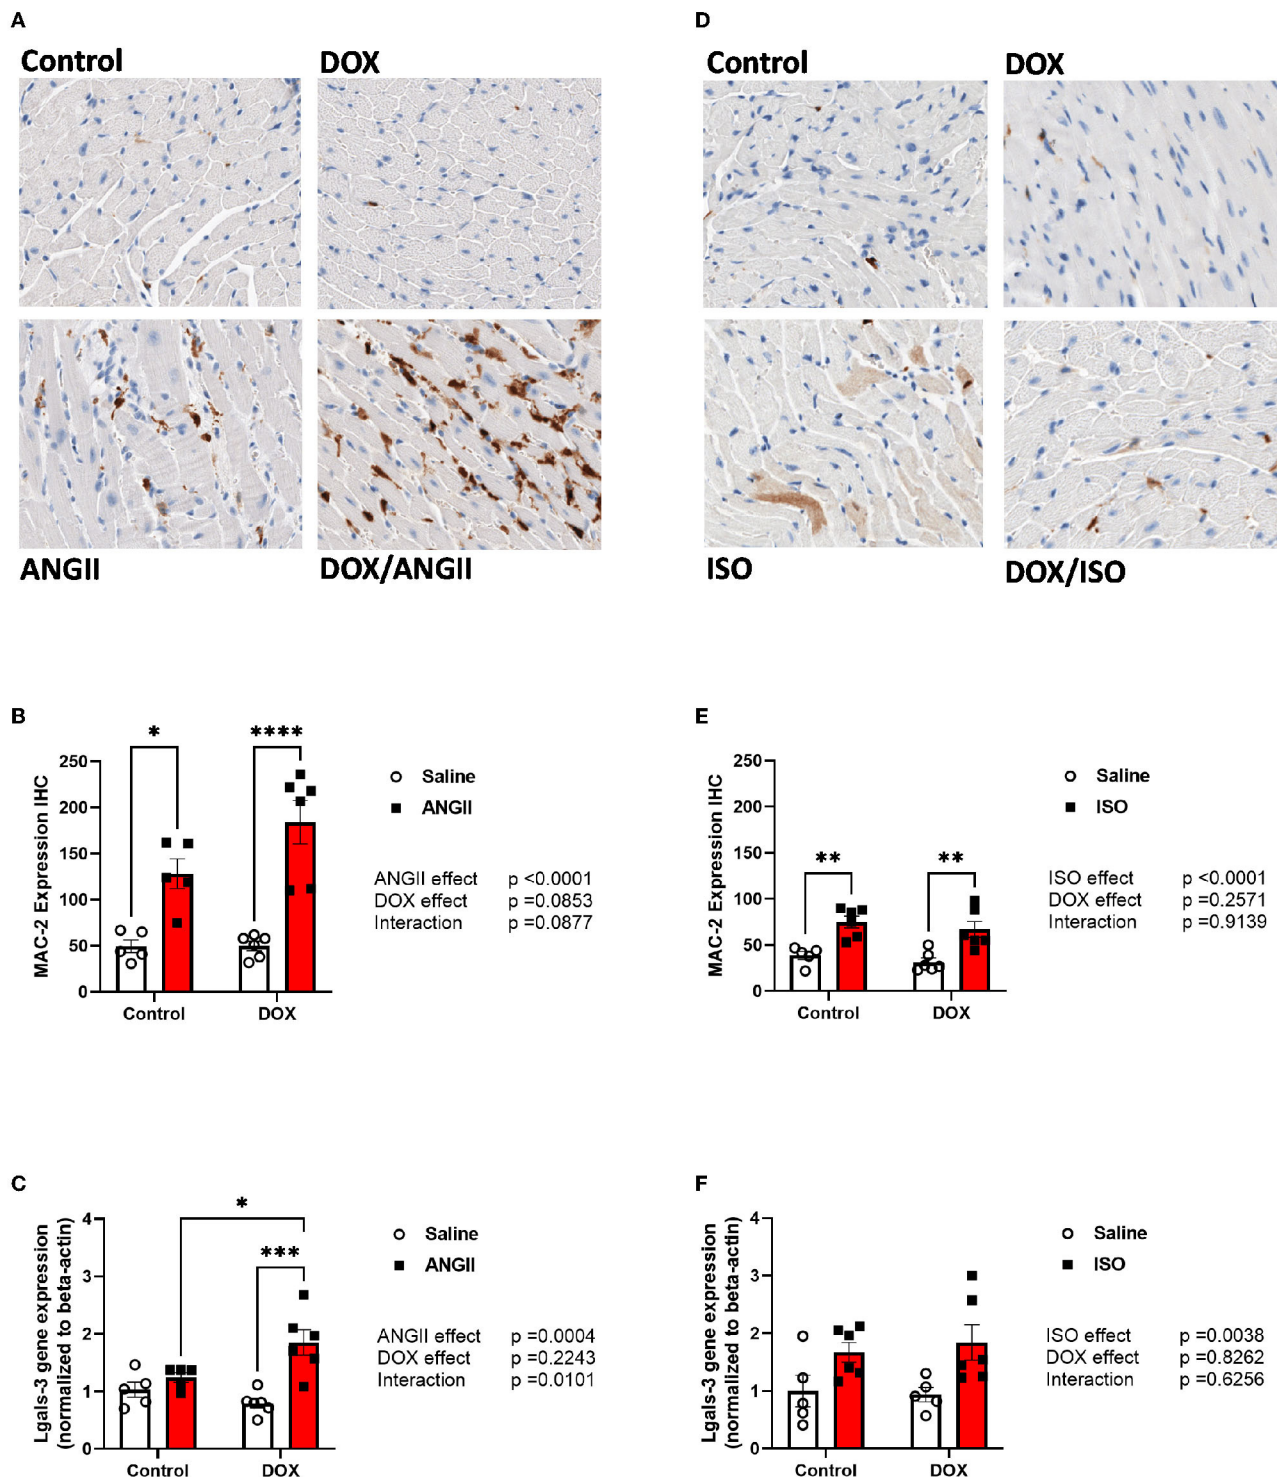 A
Control
DOX
ANGII
DOX/ANGII
D
Control
DOX
ISO
DOX/ISO
B
MAC-2 Expression IHC
250
200
150
100
50
0
*
****
Control
DOX
Saline
ANGII
ANGII effect p <0.0001
DOX effect p =0.0853
Interaction p =0.0877
E
MAC-2 Expression IHC
250
200
150
100
50
0
**
**
Control
DOX
Saline
ISO
ISO effect p <0.0001
DOX effect p =0.2571
Interaction p =0.9139
C
Lgals-3 gene expression
(normalized to beta-actin)
4
3
2
1
0
*
***
Control
DOX
Saline
ANGII
ANGII effect p =0.0004
DOX effect p =0.2243
Interaction p =0.0101
F
Lgals-3 gene expression
(normalized to beta-actin)
4
3
2
1
0
Control
DOX
Saline
ISO
ISO effect p =0.0038
DOX effect p =0.8262
Interaction p =0.6256